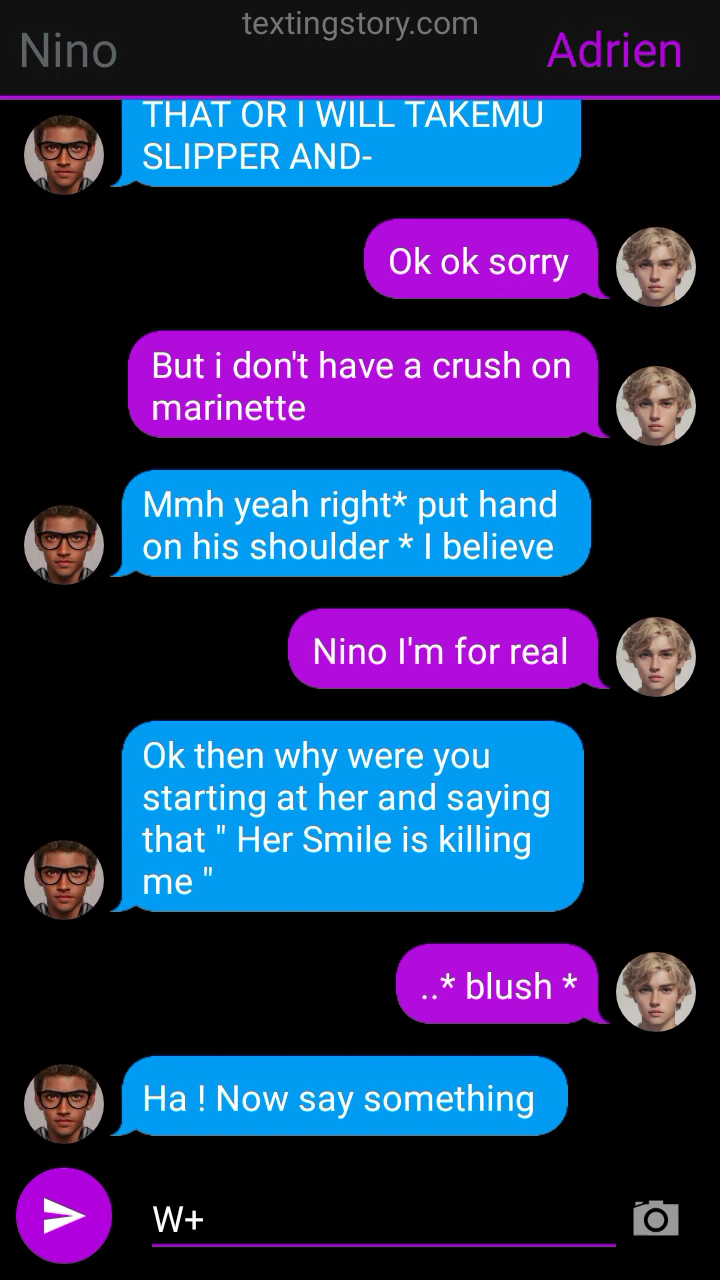 textingstory.com
Nino
Adrien
THAT OR I WILL TAKEMU
SLIPPER AND-
Ok ok sorry
But i don't have a crush on
marinette
Mmh yeah right* put hand
on his shoulder * I believe
Nino I'm for real
Ok then why were you
starting at her and saying
that " Her Smile is killing
me "
..* blush *
Ha ! Now say something
W+